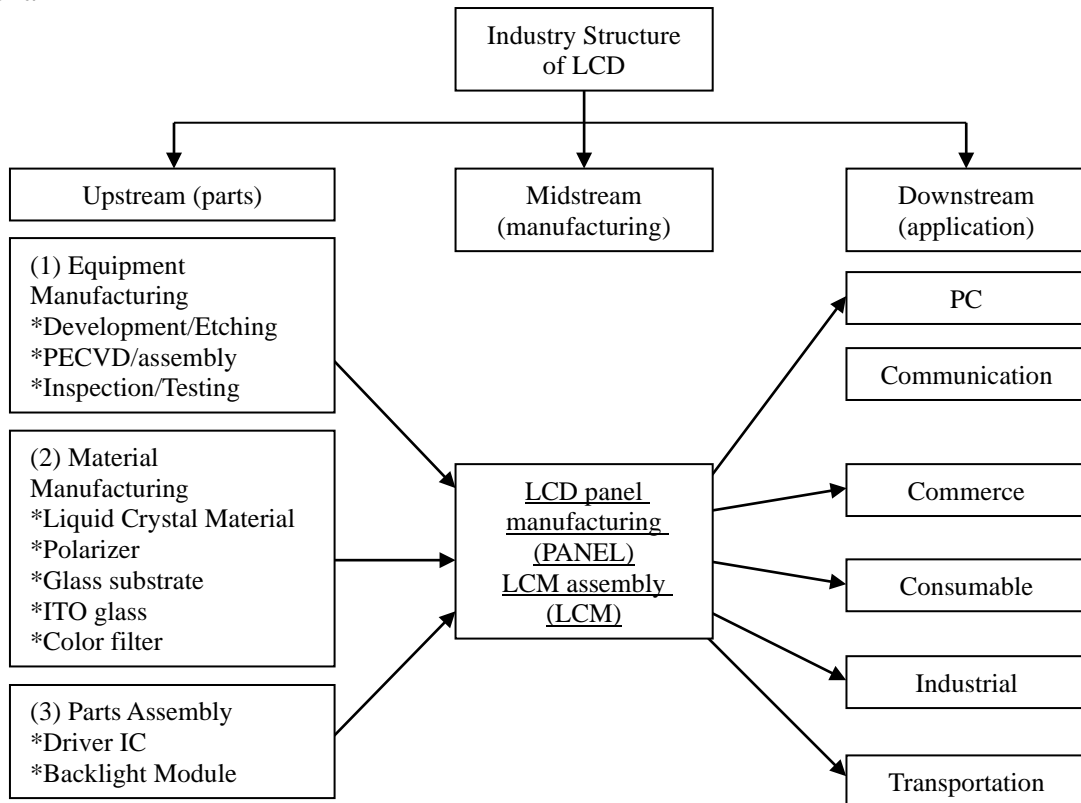 Industry Structure
of LCD
Upstream (parts)
Midstream
(manufacturing)
Downstream
(application)
(1) Equipment
Manufacturing
*Development/Etching
*PECVD/assembly
*Inspection/Testing
(2) Material
Manufacturing
*Liquid Crystal Material
*Polarizer
*Glass substrate
*ITO glass
*Color filter
(3) Parts Assembly
*Driver IC
*Backlight Module
LCD panel
manufacturing
(PANEL)
LCM assembly
(LCM)
PC
Communication
Commerce
Consumable
Industrial
Transportation